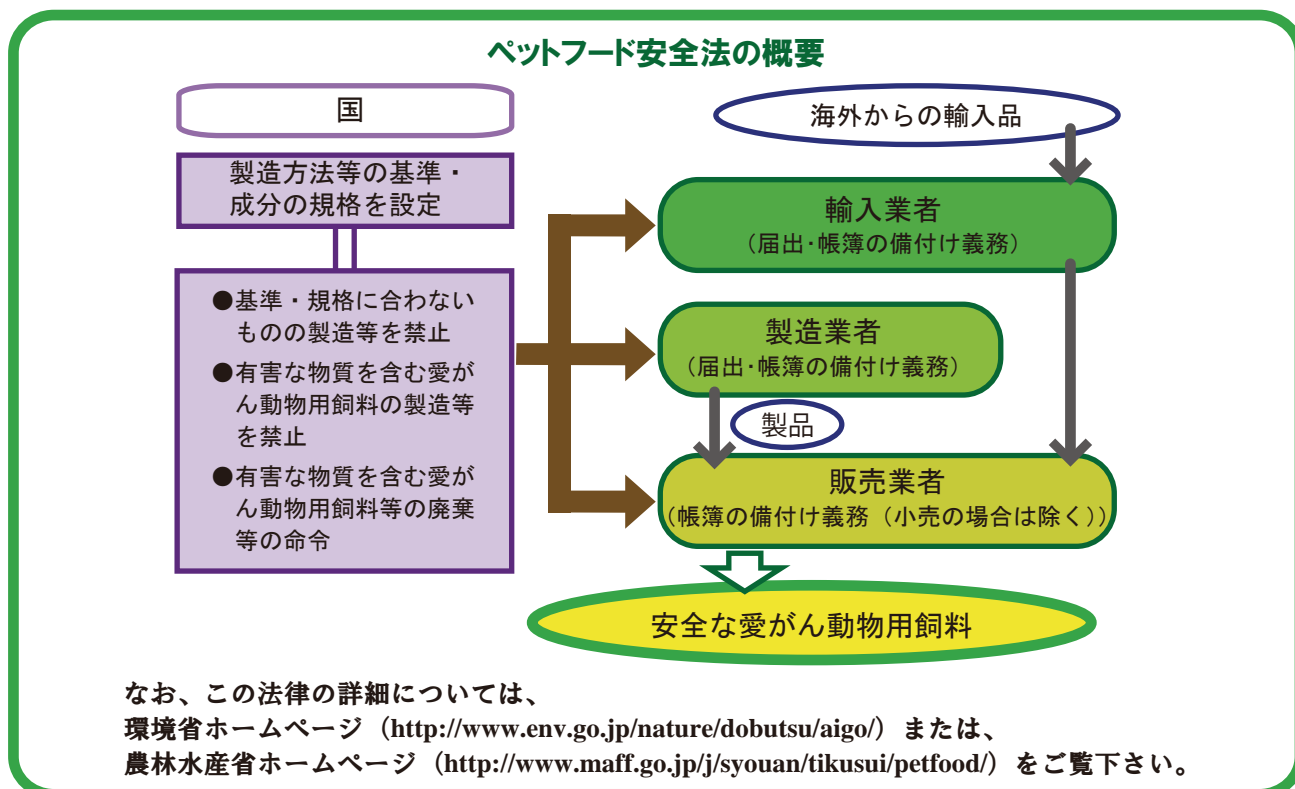 ペットフード安全法の概要
国
製造方法等の基準・
成分の規格を設定
●基準・規格に合わない
ものの製造等を禁止
●有害な物質を含む愛が
ん動物用飼料の製造等
を禁止
●有害な物質を含む愛が
ん動物用飼料等の廃棄
等の命令
海外からの輸入品
輸入業者
（届出･帳簿の備付け義務）
製造業者
（届出･帳簿の備付け義務）
製品
販売業者
（帳簿の備付け義務（小売の場合は除く））
安全な愛がん動物用飼料
なお、この法律の詳細については、
環境省ホームページ（http://www.env.go.jp/nature/dobutsu/aigo/）または、
農林水産省ホームページ（http://www.maff.go.jp/j/syouan/tikusui/petfood/）をご覧下さい。